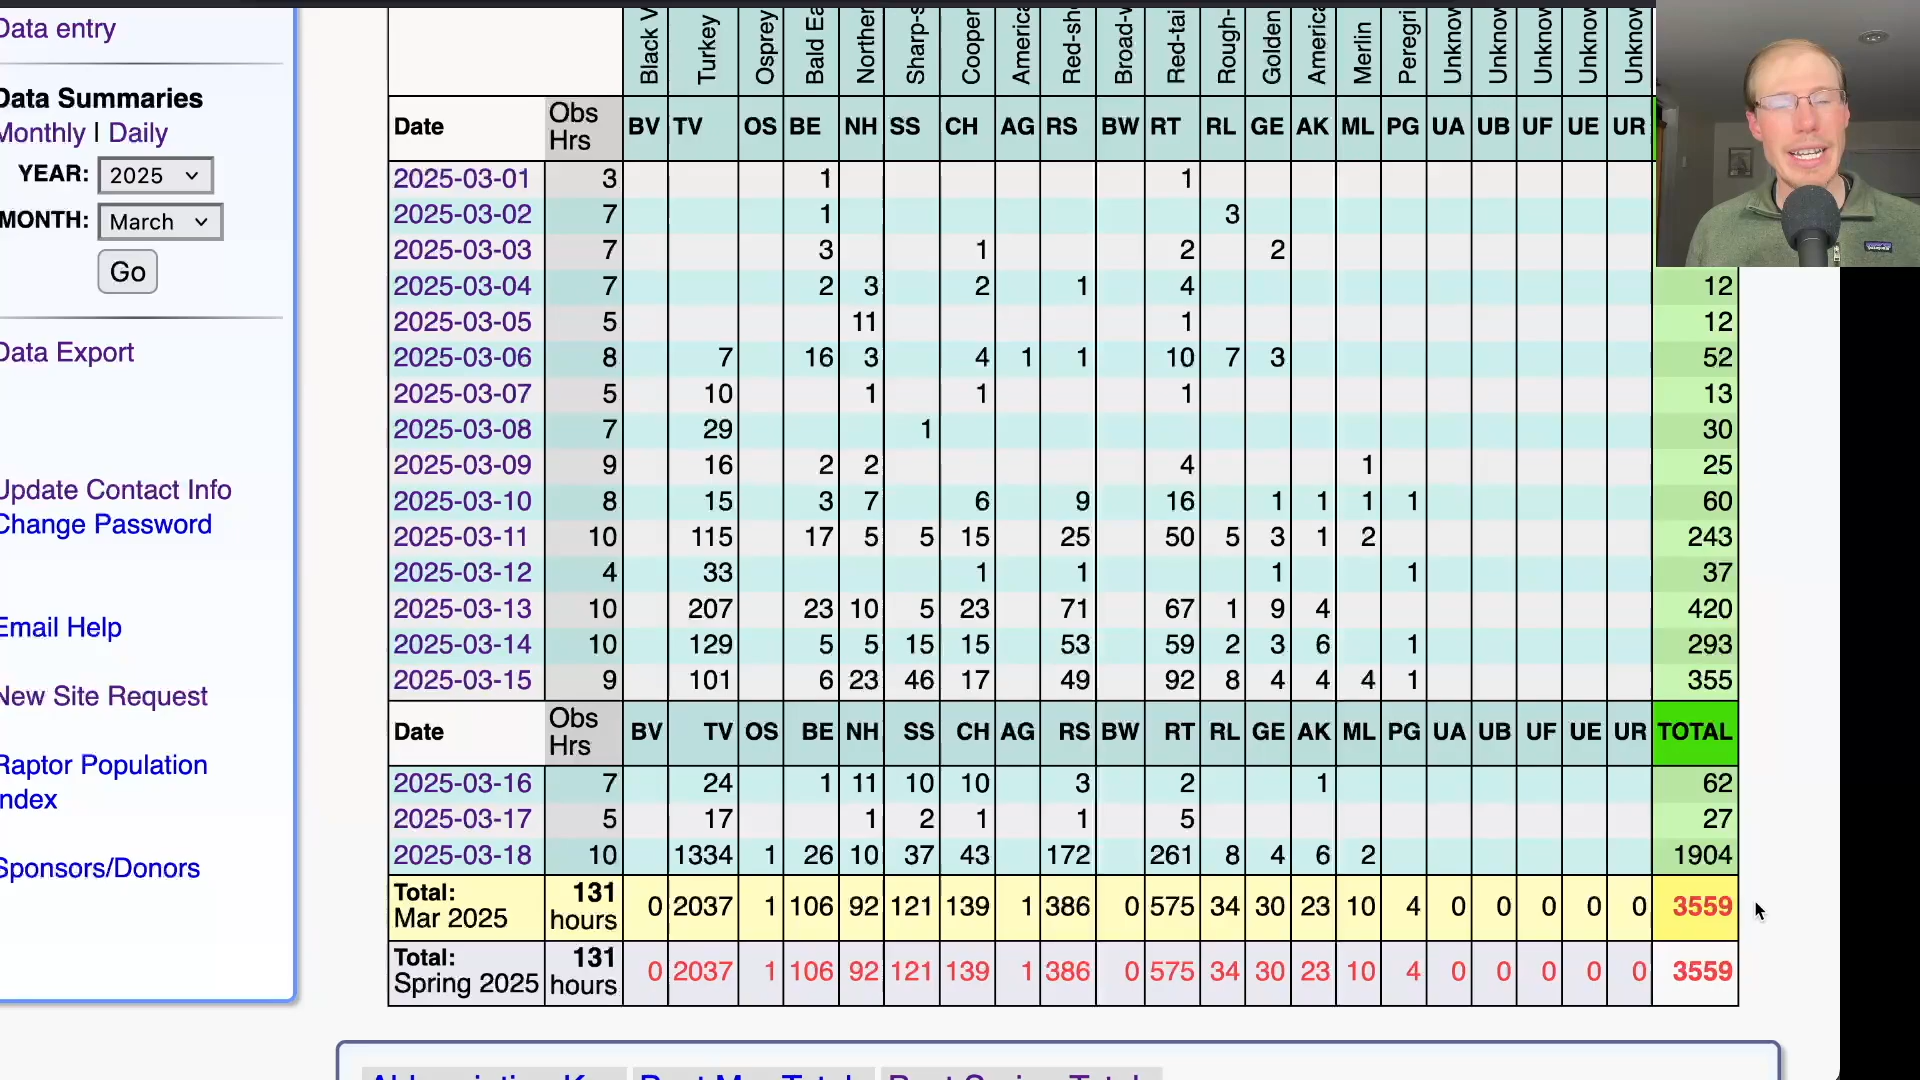 Data entry
Data Summaries
Monthly | Daily
YEAR: 2025
MONTH: March
Go
Data Export
Update Contact Info
Change Password
Email Help
New Site Request
Raptor Population
Index
Sponsors/Donors
Black V Turkey Osprey Bald Ea Norther Sharp-s Cooper America Red-sh Broad-w Red-tai Rough- Golden America Merlin Peregri Unknow Unknow Unknow Unknow Unknow
Date Obs Hrs BV TV OS BE NH SS CH AG RS BW RT RL GE AK ML PG UA UB UF UE UR
2025-03-01 3 1 1
2025-03-02 7 1 3
2025-03-03 7 3 1 2 2
2025-03-04 7 2 3 2 1 4 12
2025-03-05 5 11 1 12
2025-03-06 8 7 16 3 4 1 1 10 7 3 52
2025-03-07 5 10 1 1 1 13
2025-03-08 7 29 1 30
2025-03-09 9 16 2 2 4 1 25
2025-03-10 8 15 3 7 6 9 16 1 1 1 1 60
2025-03-11 10 115 17 5 5 15 25 50 5 3 1 2 243
2025-03-12 4 33 1 1 1 1 37
2025-03-13 10 207 23 10 5 23 71 67 1 9 4 420
2025-03-14 10 129 5 5 15 15 53 59 2 3 6 1 293
2025-03-15 9 101 6 23 46 17 49 92 8 4 4 4 1 355
Date Obs Hrs BV TV OS BE NH SS CH AG RS BW RT RL GE AK ML PG UA UB UF UE UR TOTAL
2025-03-16 7 24 1 11 10 10 3 2 1 62
2025-03-17 5 17 1 2 1 1 5 27
2025-03-18 10 1334 1 26 10 37 43 172 261 8 4 6 2 1904
Total: Mar 2025 131 hours 0 2037 1 106 92 121 139 1 386 0 575 34 30 23 10 4 0 0 0 0 0 3559
Total: Spring 2025 131 hours 0 2037 1 106 92 121 139 1 386 0 575 34 30 23 10 4 0 0 0 0 0 3559